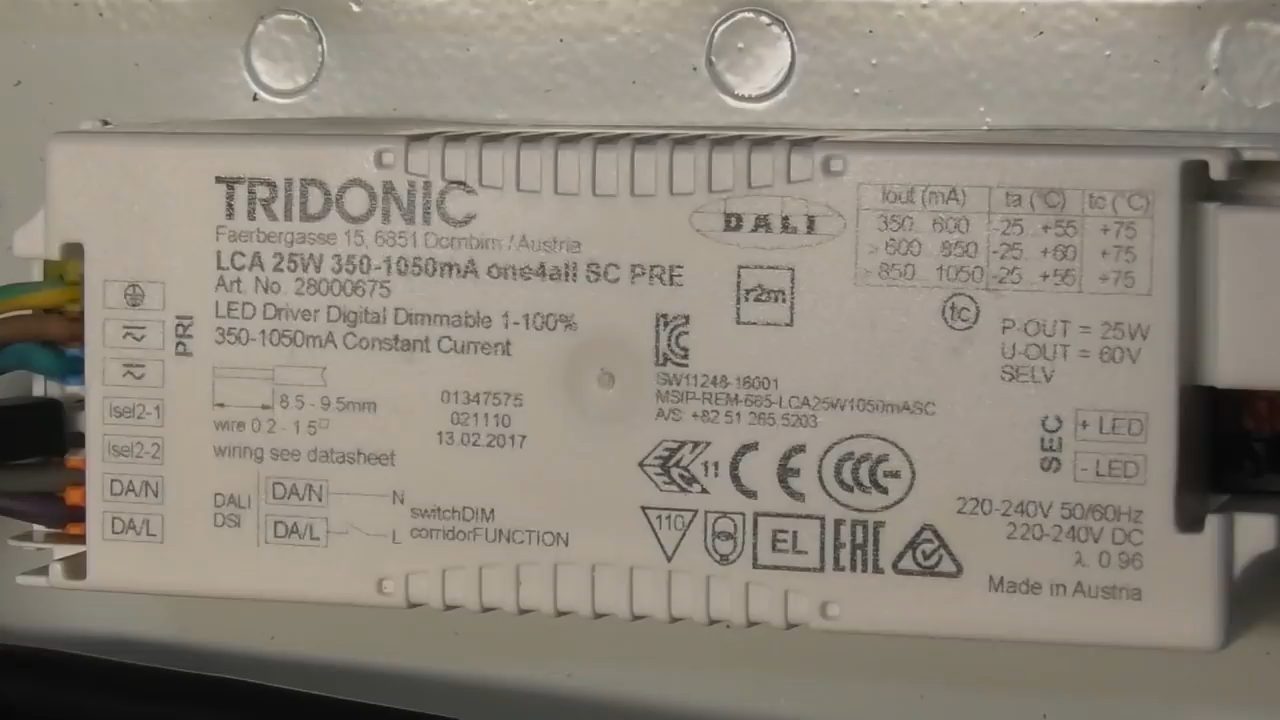 TRIDONIC
Faerbergasse 15, 6851 Dornbirn / Austria
LCA 25W 350-1050mA one4all SC PRE
Art. No. 28000675
LED Driver Digital Dimmable 1-100%
350-1050mA Constant Current
PRI
Isel2-1
Isel2-2
DA/N
DA/L
8.5 - 9.5mm
wire 0.2 - 1.5□
wiring see datasheet
01347575
021110
13.02.2017
DALI
DSI
DA/N
N
DA/L
L
switchDIM
corridorFUNCTION
DALI
r2m
Iout (mA) ta (°C) tc (°C)
350 600 -25 +55 +75
>600 850 -25 +60 +75
>850 1050 -25 +55 +75
tc
P-OUT = 25W
U-OUT = 60V
SELV
SW11248-16001
MSIP-REM-665-LCA25W1050mASC
A/S +82 51 265 5203
11
CE
CCC
110
EL
EAC
SEC
+ LED
- LED
220-240V 50/60Hz
220-240V DC
λ 0.96
Made in Austria